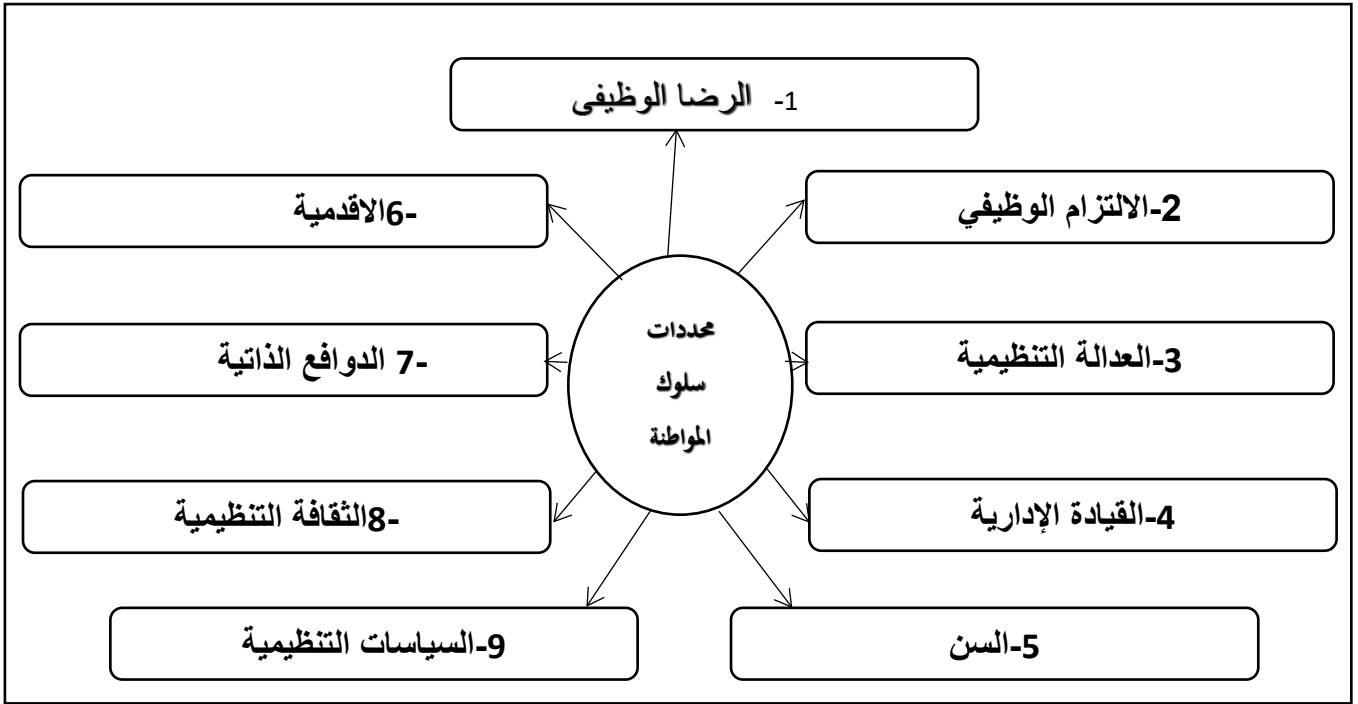 1- الرضا الوظيفى
2-الالتزام الوظيفي
3-العدالة التنظيمية
4-القيادة الإدارية
5-السن
-6الاقدمية
-7 الدوافع الذاتية
-8الثقافة التنظيمية
9-السياسات التنظيمية
محددات
سلوك
المواطنة